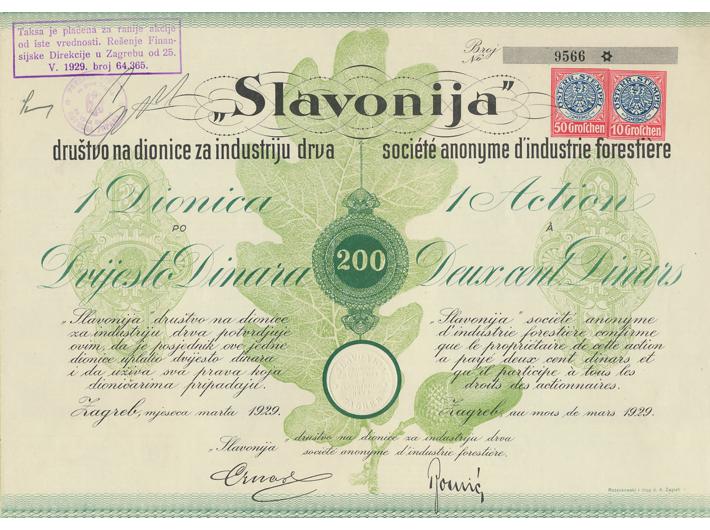 Taksa je plaćena za ranije akcije
od iste vrednosti. Rešenje Finan-
sijske Direkcije u Zagrebu od 25.
V. 1929. broj 64.365.
Broj
No
9566
„Slavonija”
50 Groschen
10 Groschen
društvo na dionice za industriju drva
société anonyme d'industrie forestière
1 Dionica
PO
Dvijesto Dinara
1 Action
À
Deux cent Dinars
200
„Slavonija” društvo na dionice
za industriju drva potvrdjuje
ovim, da je posjednik ove jedne
dionice uplatio dvijesto dinara
i da uživa sva prava koja
dioničarima pripadaju.
Zagreb, mjeseca marta 1929.
„Slavonija” société anonyme
d'industrie forestière confirme
que le propriétaire de cette action
a payé deux cent dinars et
qu'il participe à tous les
droits des actionnaires.
Zagreb, au mois de mars 1929.
„Slavonija” društvo na dionice za industriju drva
société anonyme d'industrie forestière.
Rozankowski i drug d. d. Zagreb